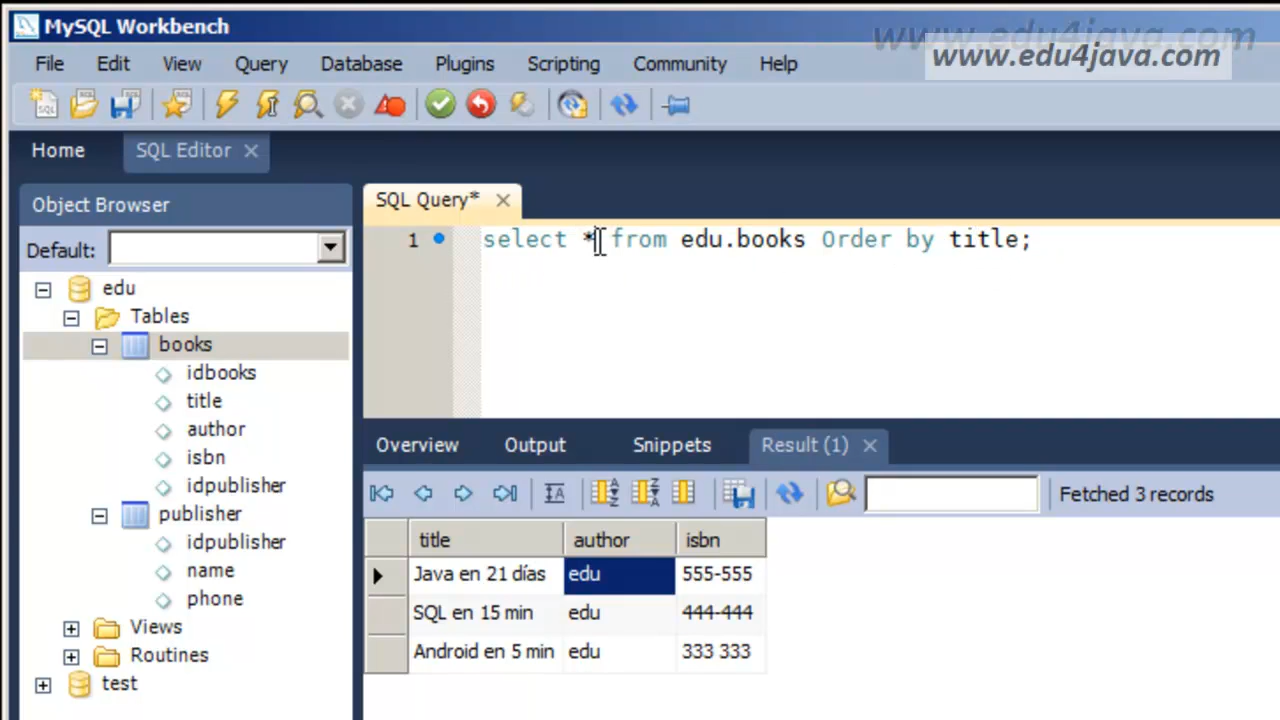 MySQL Workbench
www.edu4java.com
www.edu4java.com
File Edit View Query Database Plugins Scripting Community Help
SQL
Home SQL Editor
Object Browser
SQL Query*
Default:
1 select * from edu.books Order by title;
edu
Tables
books
idbooks
title
author
isbn
idpublisher
publisher
idpublisher
name
phone
Views
Routines
test
Overview Output Snippets Result (1)
Fetched 3 records
title author isbn
Java en 21 días edu 555-555
SQL en 15 min edu 444-444
Android en 5 min edu 333 333